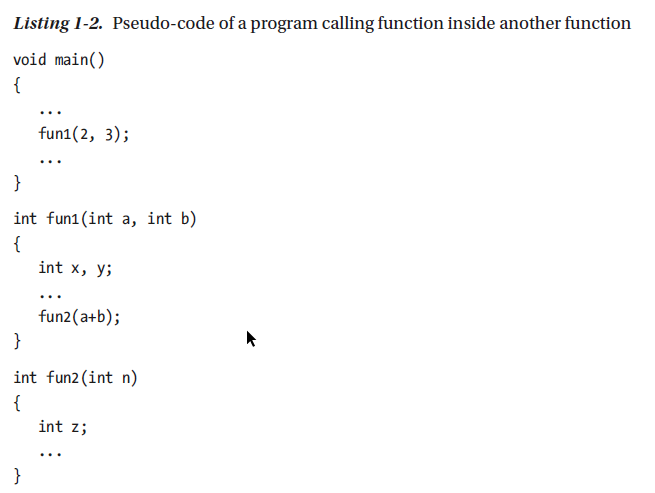 Listing 1-2. Pseudo-code of a program calling function inside another function
void main()
{
...
fun1(2, 3);
...
}
int fun1(int a, int b)
{
int x, y;
...
fun2(a+b);
}
int fun2(int n)
{
int z;
...
}